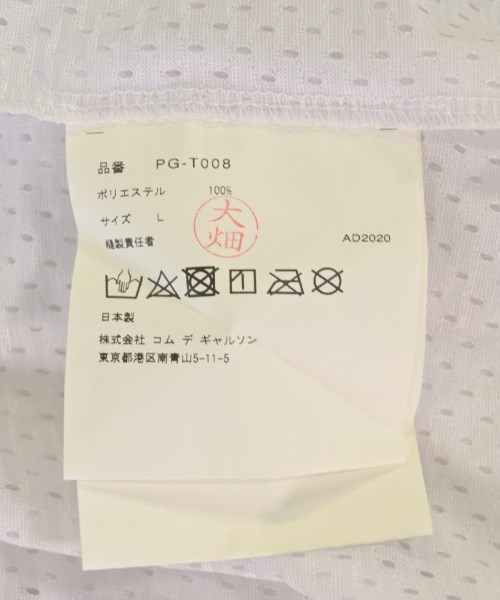 品番 PG-T008
ポリエステル 100%
サイズ L
縫製責任者 大畑 AD2020
日本製
株式会社 コム デ ギャルソン
東京都港区南青山5-11-5